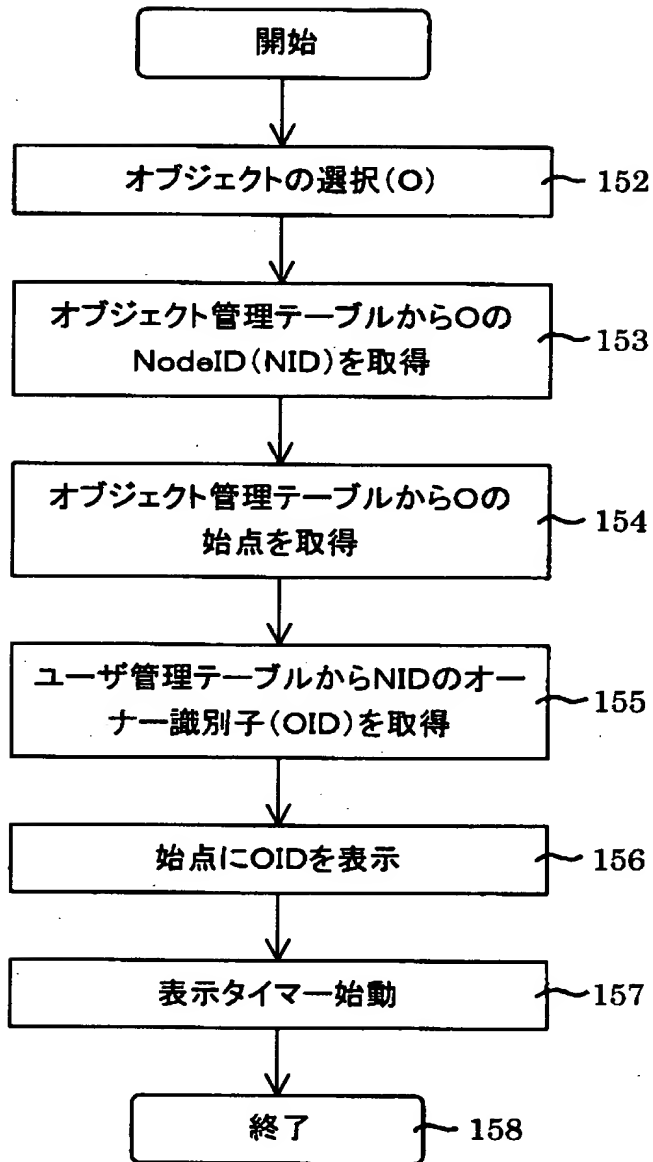 開始
オブジェクトの選択(O)
152
オブジェクト管理テーブルからOの
NodeID(NID)を取得
153
オブジェクト管理テーブルからOの
始点を取得
154
ユーザ管理テーブルからNIDのオー
ナー識別子(OID)を取得
155
始点にOIDを表示
156
表示タイマー始動
157
終了
158